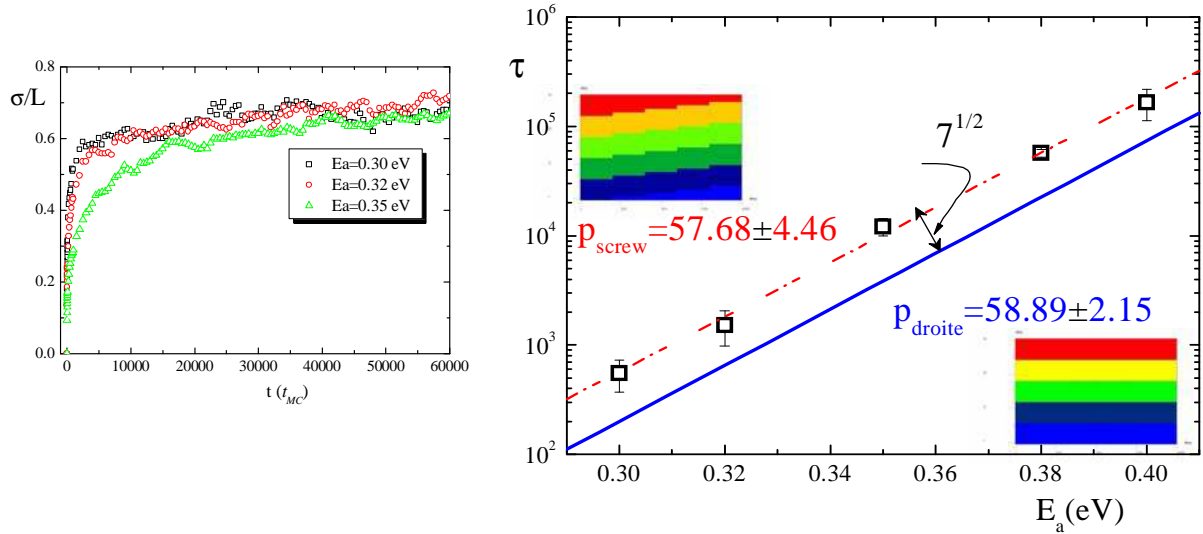 σ/L
0.8
0.6
0.4
0.2
0.0
0 10000 20000 30000 40000 50000 60000
t (t_MC)
Ea=0.30 eV
Ea=0.32 eV
Ea=0.35 eV
τ
10^6
10^5
10^4
10^3
10^2
7^1/2
p_screw=57.68±4.46
p_droite=58.89±2.15
0.30 0.32 0.34 0.36 0.38 0.40
E_a(eV)